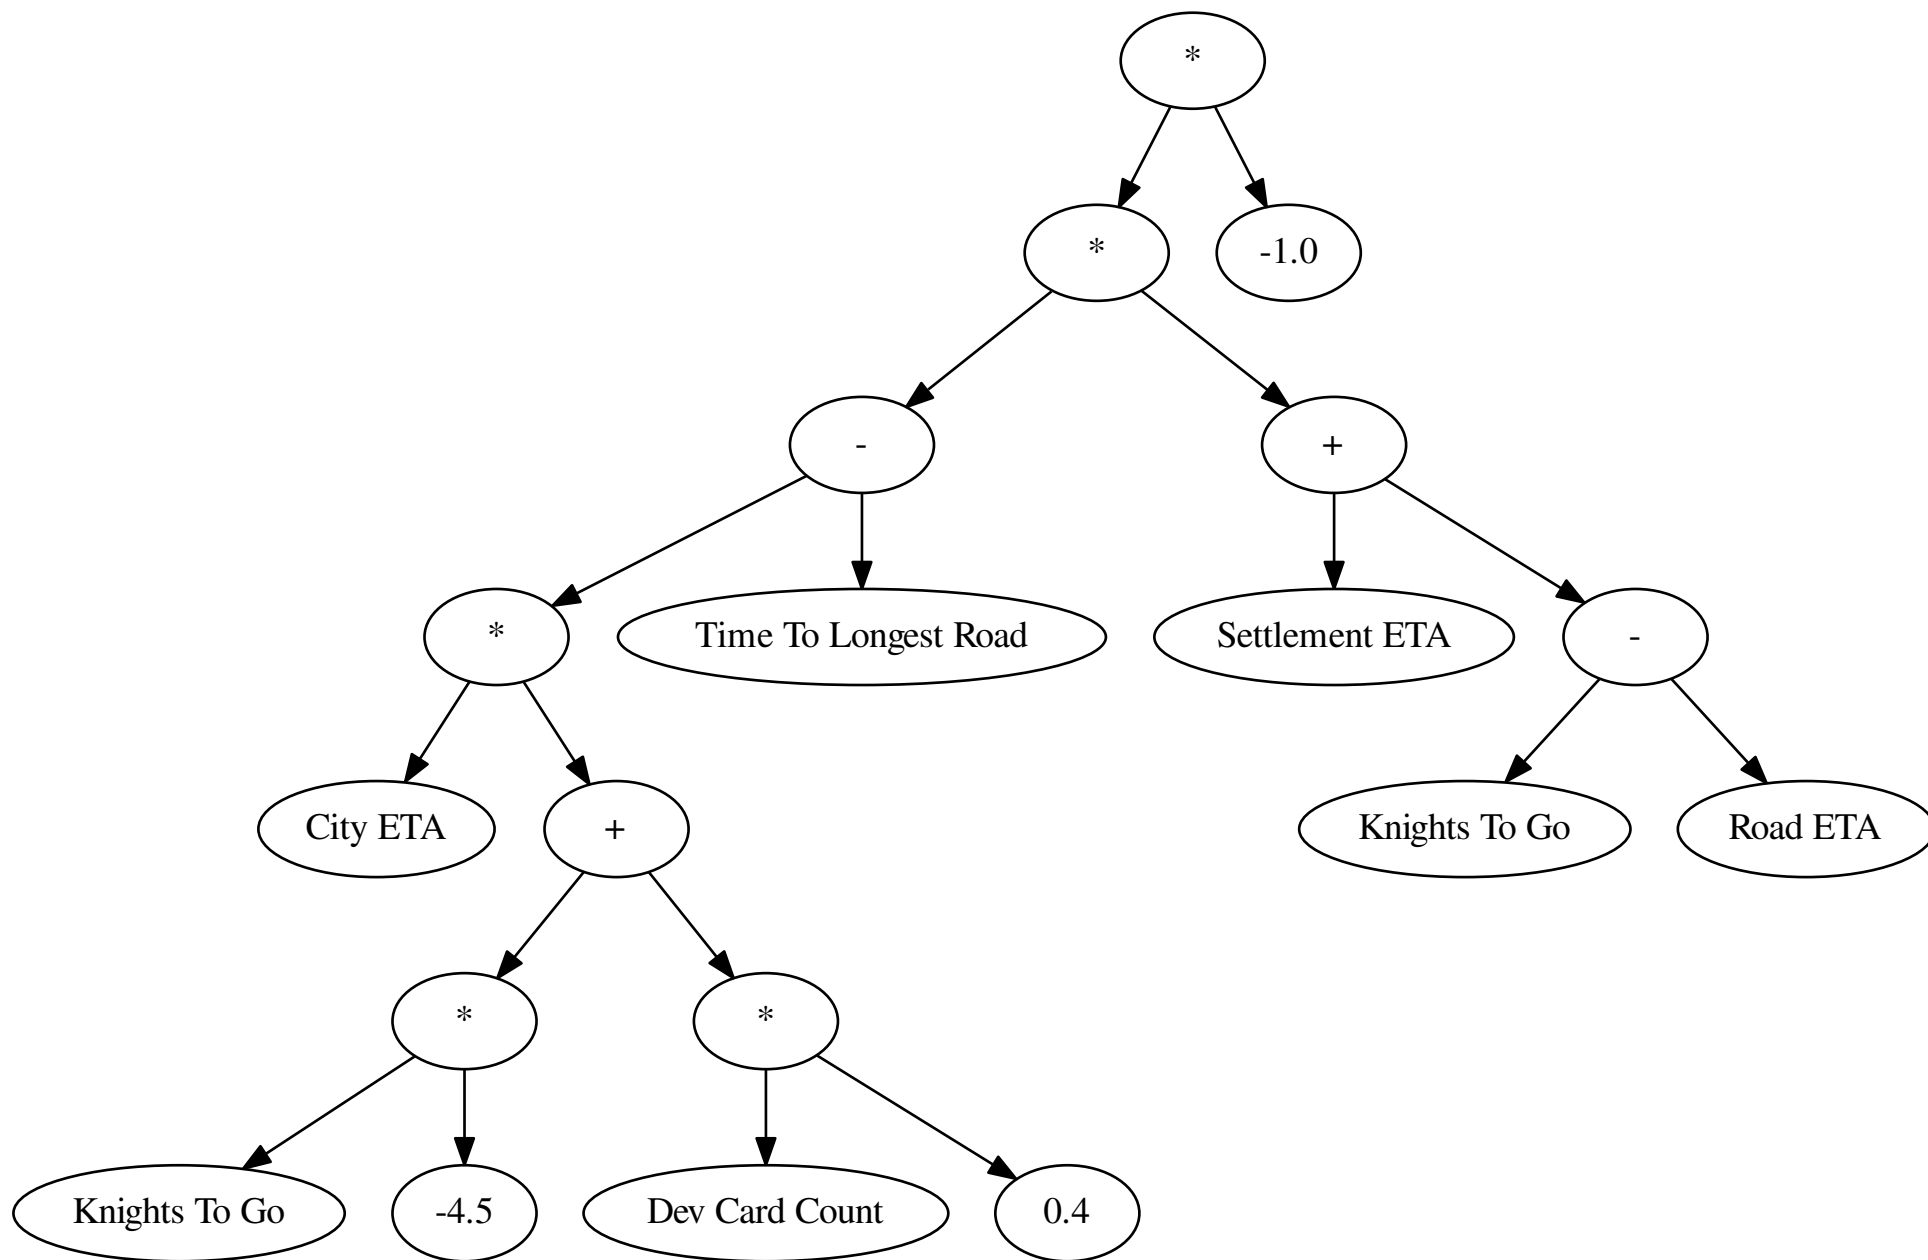 *
*
-1.0
-
+
*
Time To Longest Road
Settlement ETA
-
City ETA
+
Knights To Go
Road ETA
*
*
Knights To Go
-4.5
Dev Card Count
0.4